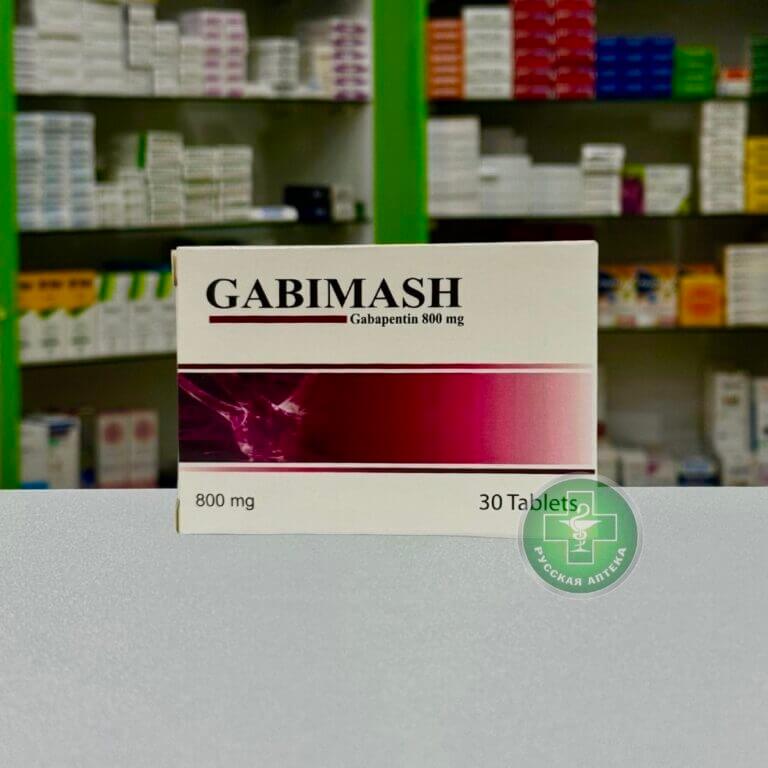 GABIMASH
Gabapentin 800 mg
800 mg
30 Tablets
РУССКАЯ АПТЕКА